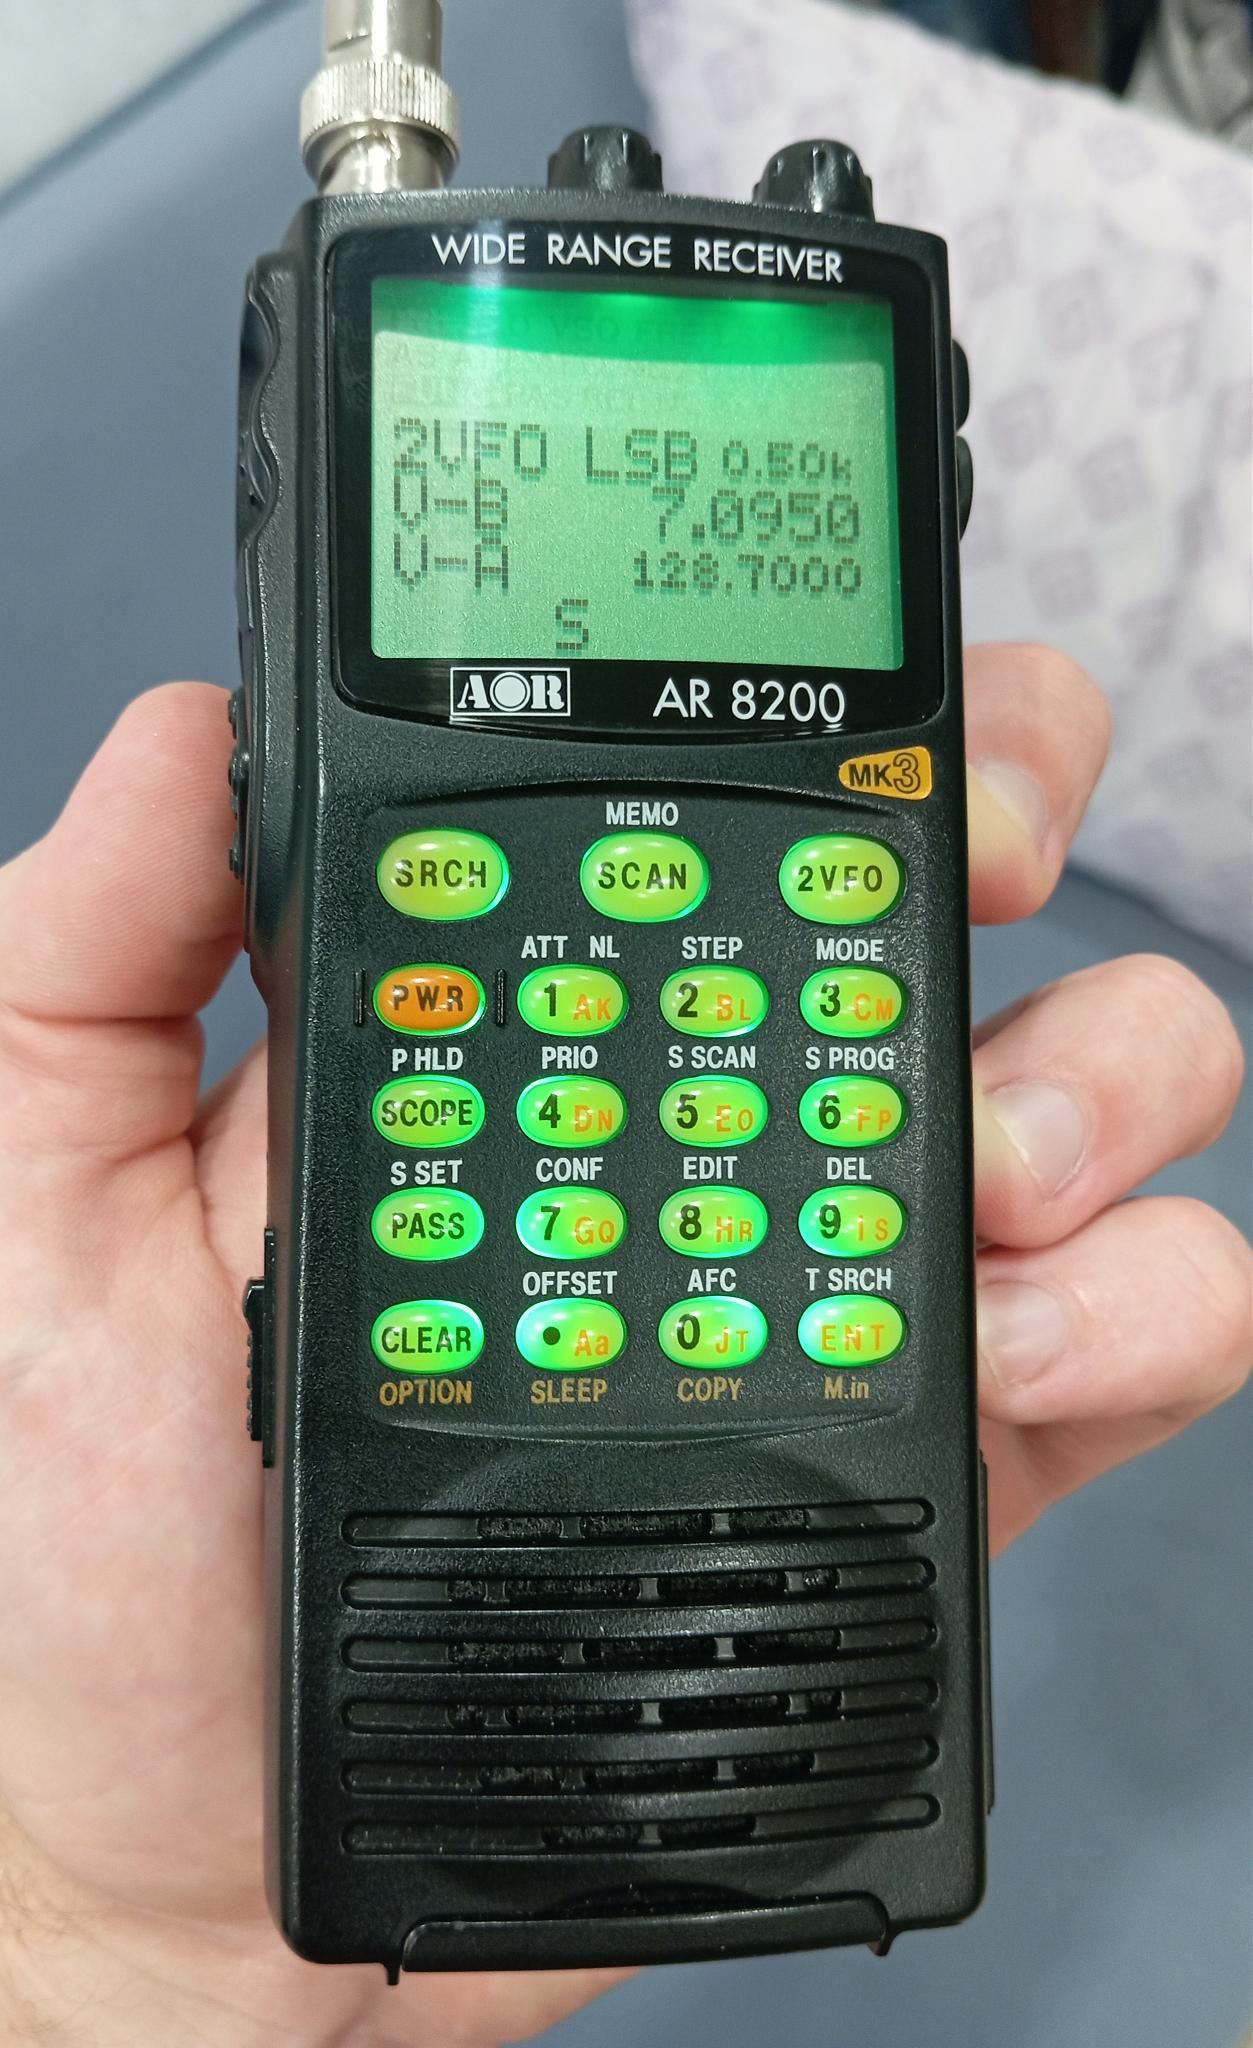 WIDE RANGE RECEIVER
2VFO LSB 0.50k
V-B 7.0950
V-A 128.7000
S
AOR AR 8200
MK3
MEMO
SRCH SCAN 2VFO
ATT NL STEP MODE
PWR 1 AK 2 BL 3 CM
P HLD PRIO S SCAN S PROG
SCOPE 4 DN 5 EO 6 FP
S SET CONF EDIT DEL
PASS 7 GQ 8 HR 9 IS
OFFSET AFC T SRCH
CLEAR • Aa 0 JT ENT
OPTION SLEEP COPY M.in